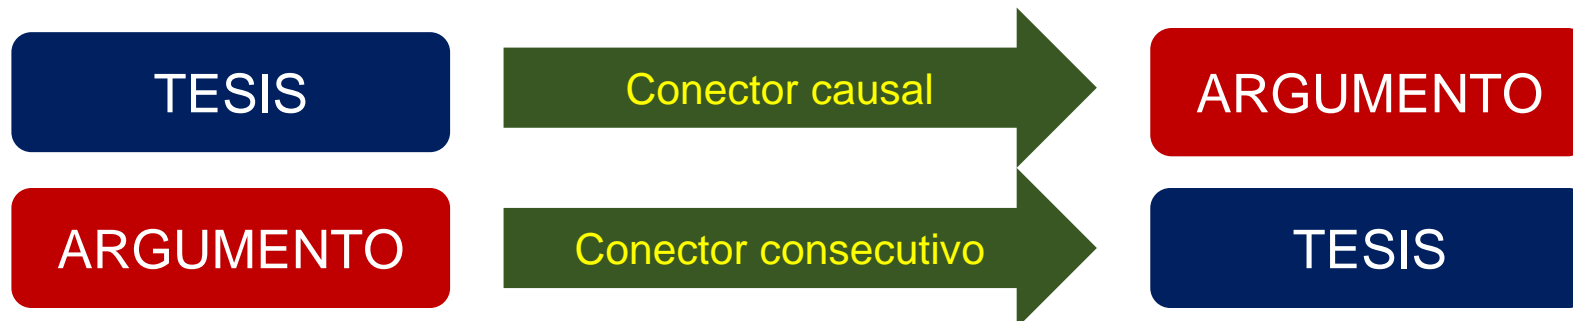 TESIS
Conector causal
ARGUMENTO
ARGUMENTO
Conector consecutivo
TESIS